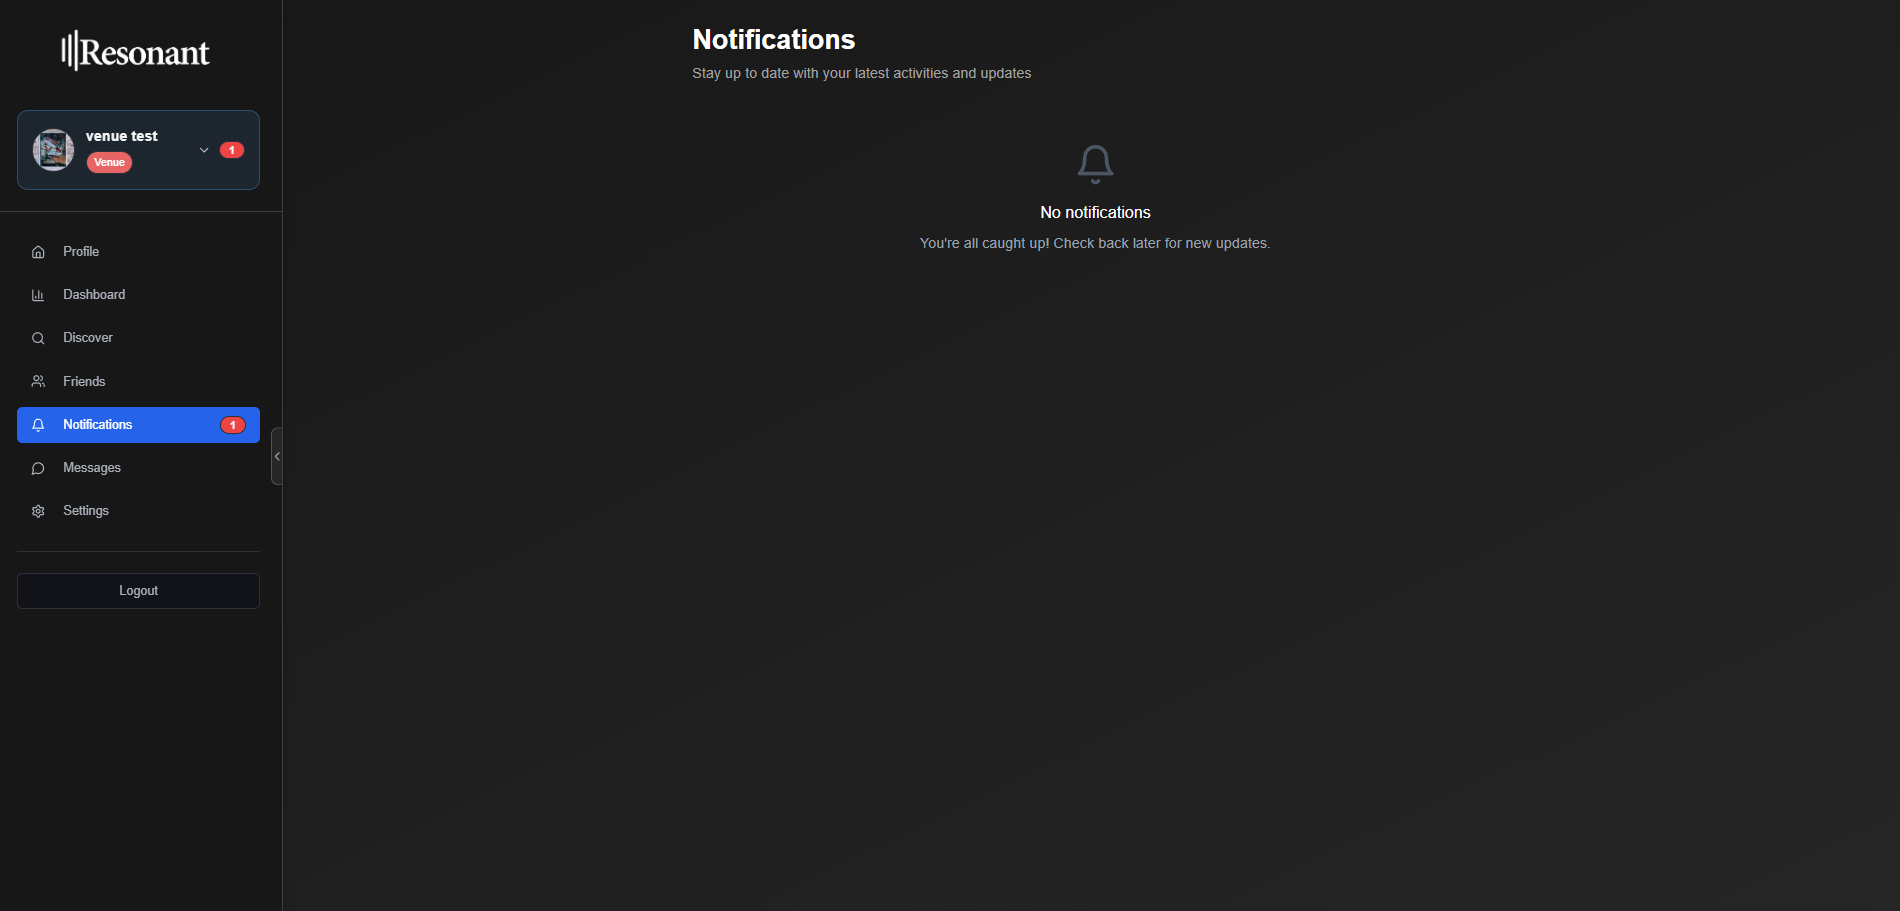 Resonant
venue test
Venue
1
Profile
Dashboard
Discover
Friends
Notifications
1
Messages
Settings
Logout
Notifications
Stay up to date with your latest activities and updates
No notifications
You're all caught up! Check back later for new updates.